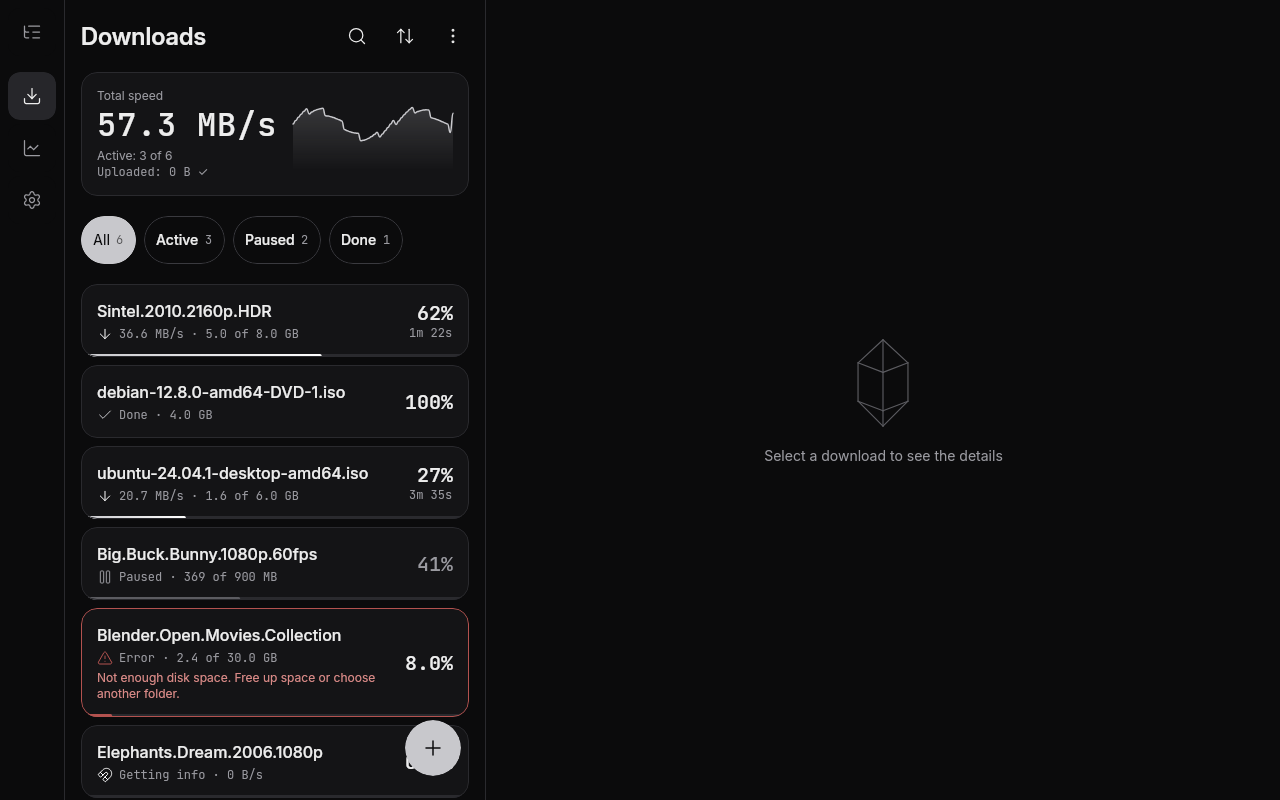 Downloads
Total speed
57.3 MB/s
Active: 3 of 6
Uploaded: 0 B
All 6
Active 3
Paused 2
Done 1
Sintel.2010.2160p.HDR
62%
36.6 MB/s · 5.0 of 8.0 GB
1m 22s
debian-12.8.0-amd64-DVD-1.iso
100%
Done · 4.0 GB
ubuntu-24.04.1-desktop-amd64.iso
27%
20.7 MB/s · 1.6 of 6.0 GB
3m 35s
Big.Buck.Bunny.1080p.60fps
41%
Paused · 369 of 900 MB
Blender.Open.Movies.Collection
8.0%
Error · 2.4 of 30.0 GB
Not enough disk space. Free up space or choose
another folder.
Elephants.Dream.2006.1080p
Getting info · 0 B/s
Select a download to see the details